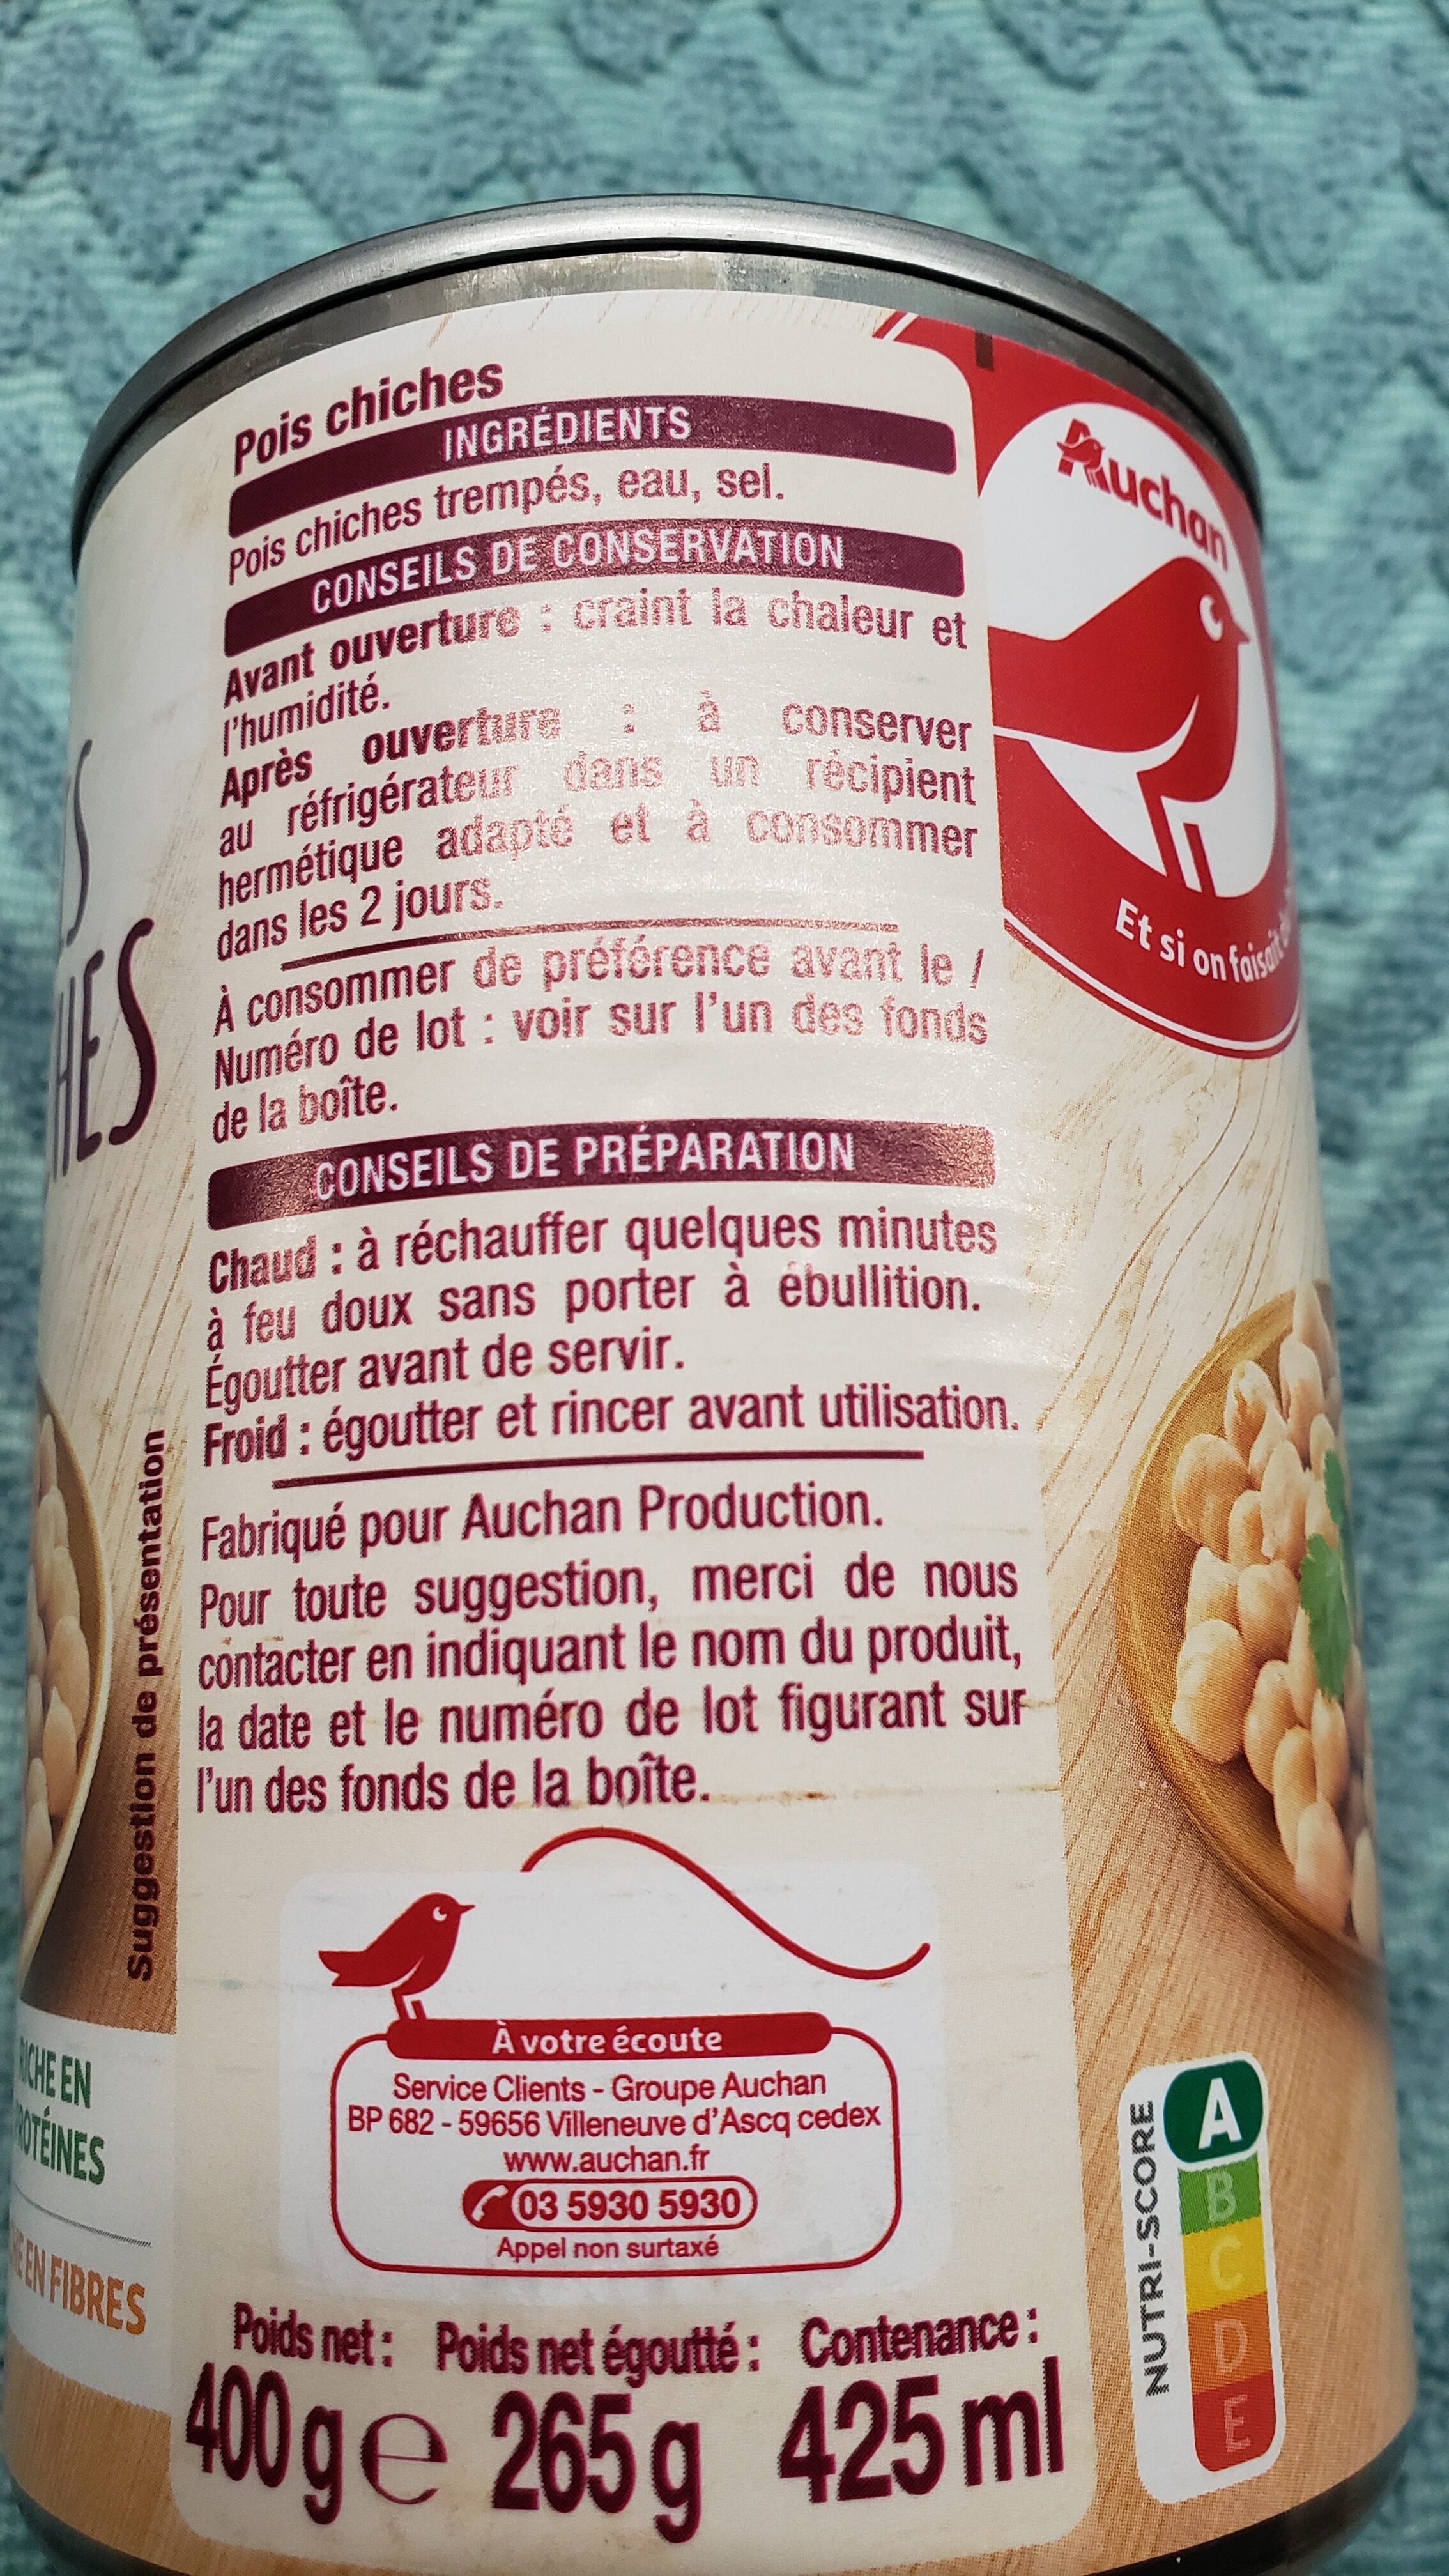 Pois chiches
INGRÉDIENTS
Pois chiches trempés, eau, sel.
CONSEILS DE CONSERVATION
Avant ouverture : craint la chaleur et
l'humidité.
Après ouverture : à conserver
au réfrigérateur dans un récipient
hermétique adapté et à consommer
dans les 2 jours.
À consommer de préférence avant le /
Numéro de lot : voir sur l'un des fonds
de la boîte.
CONSEILS DE PRÉPARATION
Chaud : à réchauffer quelques minutes
à feu doux sans porter à ébullition.
Égoutter avant de servir.
Froid : égoutter et rincer avant utilisation.
Fabriqué pour Auchan Production.
Pour toute suggestion, merci de nous
contacter en indiquant le nom du produit,
la date et le numéro de lot figurant sur
l'un des fonds de la boîte.
À votre écoute
Service Clients - Groupe Auchan
BP 682 - 59656 Villeneuve d'Ascq cedex
www.auchan.fr
03 5930 5930
Appel non surtaxé
Poids net : Poids net égoutté : Contenance :
400 g e 265 g 425 ml
Suggestion de présentation
EN
EN FIBRES
Auchan
Et si on faisait
NUTRI-SCORE
A
B
C
D
E